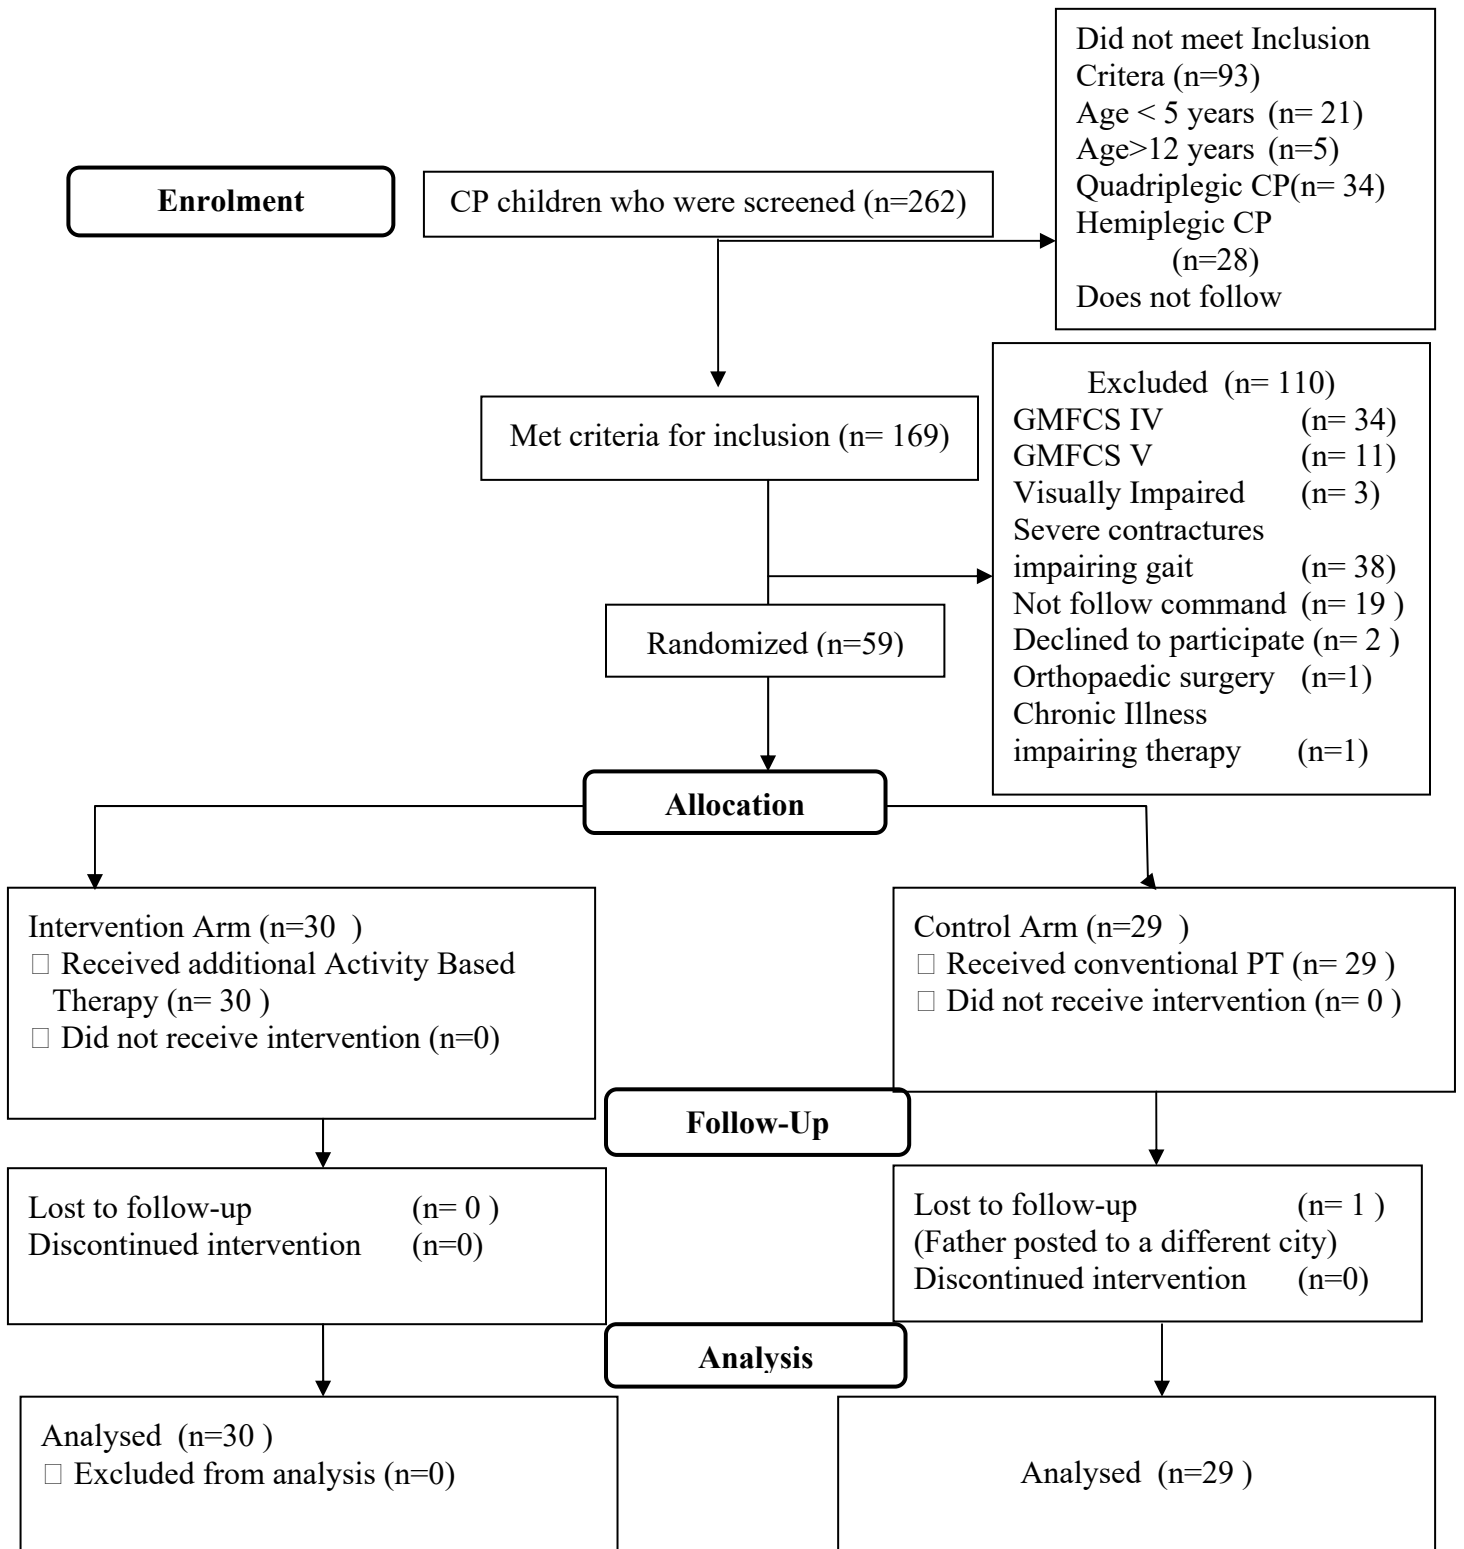 Did not meet Inclusion
Critera (n=93)
Age < 5 years (n= 21)
Age>12 years (n=5)
Quadriplegic CP(n= 34)
Hemiplegic CP
(n=28)
Does not follow
Enrolment
CP children who were screened (n=262)
Excluded (n= 110)
GMFCS IV (n= 34)
GMFCS V (n= 11)
Visually Impaired (n= 3)
Severe contractures
impairing gait (n= 38)
Not follow command (n= 19 )
Declined to participate (n= 2 )
Orthopaedic surgery (n=1)
Chronic Illness
impairing therapy (n=1)
Met criteria for inclusion (n= 169)
Randomized (n=59)
Allocation
Intervention Arm (n=30 )
Received additional Activity Based
Therapy (n= 30 )
Did not receive intervention (n=0)
Control Arm (n=29 )
Received conventional PT (n= 29 )
Did not receive intervention (n= 0 )
Follow-Up
Lost to follow-up (n= 0 )
Discontinued intervention (n=0)
Lost to follow-up (n= 1 )
(Father posted to a different city)
Discontinued intervention (n=0)
Analysis
Analysed (n=30 )
Excluded from analysis (n=0)
Analysed (n=29 )